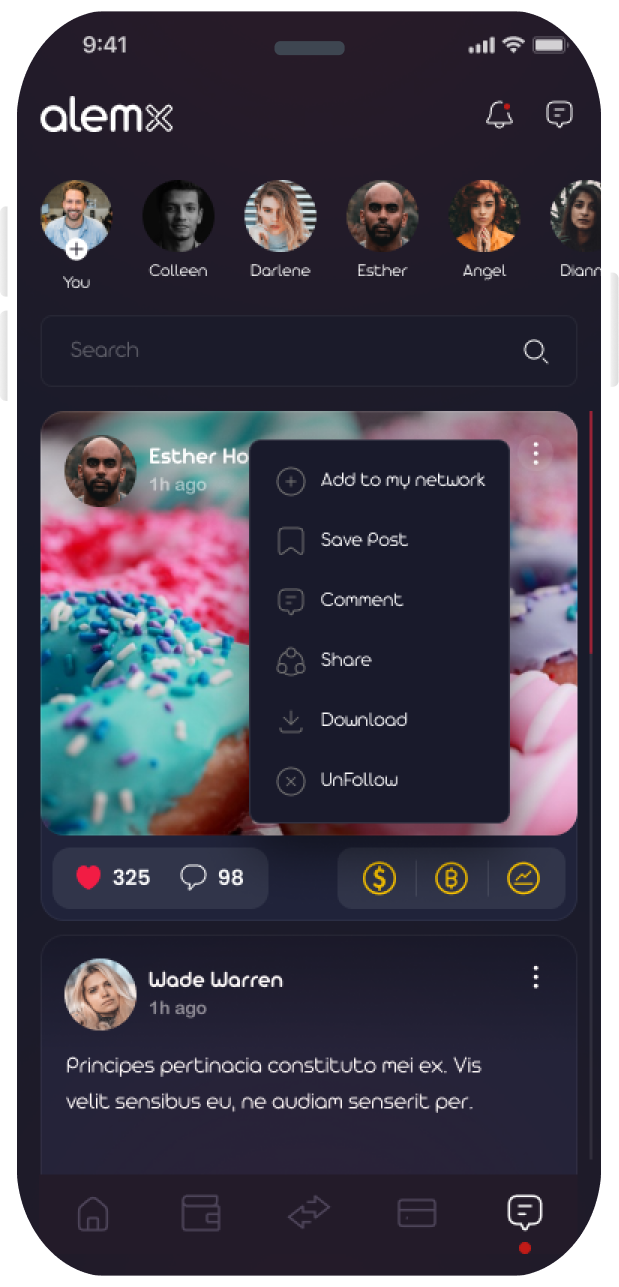 9:41
alemx
You
Colleen
Darlene
Esther
Angel
Diann
Search
Esther Ho
1h ago
Add to my network
Save Post
Comment
Share
Download
UnFollow
325
98
Wade Warren
1h ago
Principes pertinacia constituto mei ex. Vis
velit sensibus eu, ne audiam senserit per.